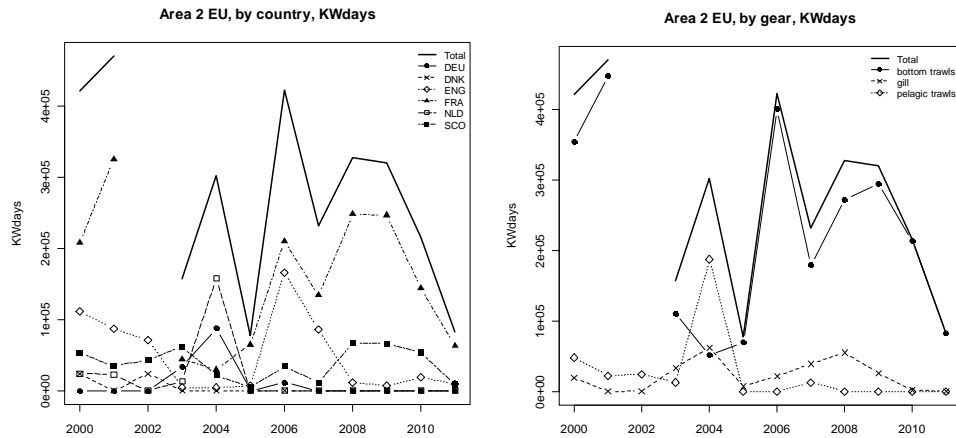 Area 2 EU, by country, KWdays
KWdays
0e+00 1e+05 2e+05 3e+05 4e+05
2000 2002 2004 2006 2008 2010
Total
DEU
DNK
ENG
FRA
NLD
SCO
Area 2 EU, by gear, KWdays
KWdays
0e+00 1e+05 2e+05 3e+05 4e+05
2000 2002 2004 2006 2008 2010
Total
bottom trawls
gill
pelagic trawls